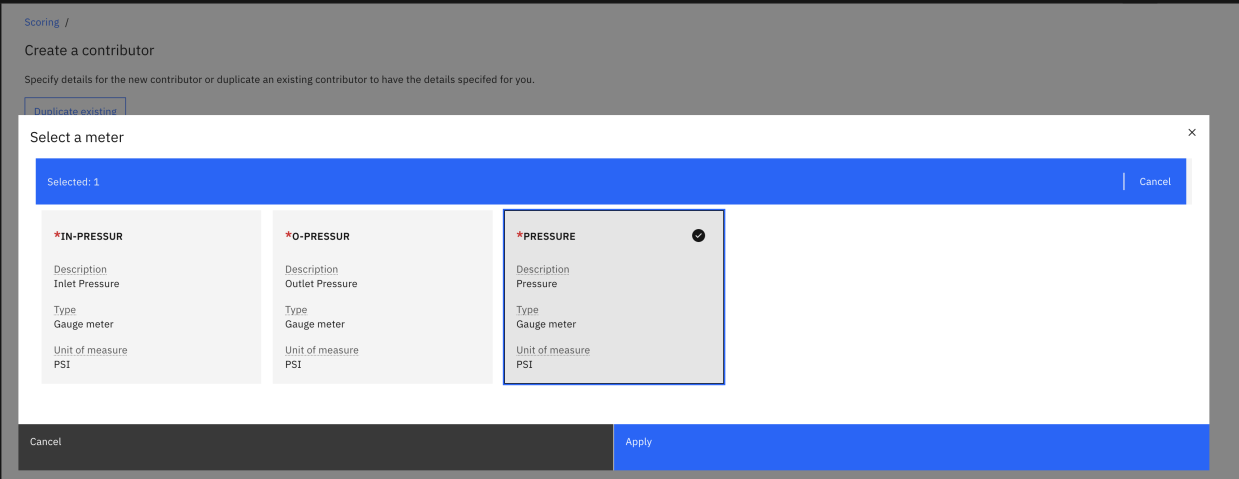 Scoring /
Create a contributor
Specify details for the new contributor or duplicate an existing contributor to have the details specifed for you.
Duplicate existing
Select a meter
Selected: 1
Cancel
*IN-PRESSUR
Description
Inlet Pressure
Type
Gauge meter
Unit of measure
PSI
*O-PRESSUR
Description
Outlet Pressure
Type
Gauge meter
Unit of measure
PSI
*PRESSURE
Description
Pressure
Type
Gauge meter
Unit of measure
PSI
Cancel
Apply